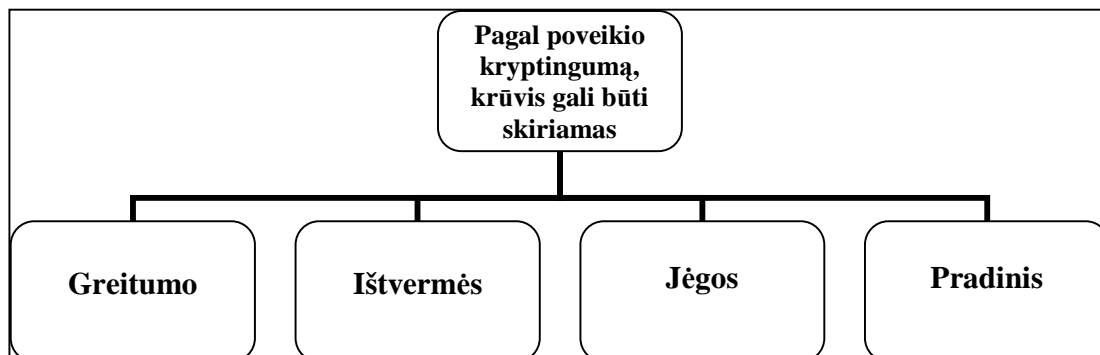 Pagal poveikio
kryptingumą,
krūvis gali būti
skiriamas
Greitumo
Ištvermės
Jėgos
Pradinis